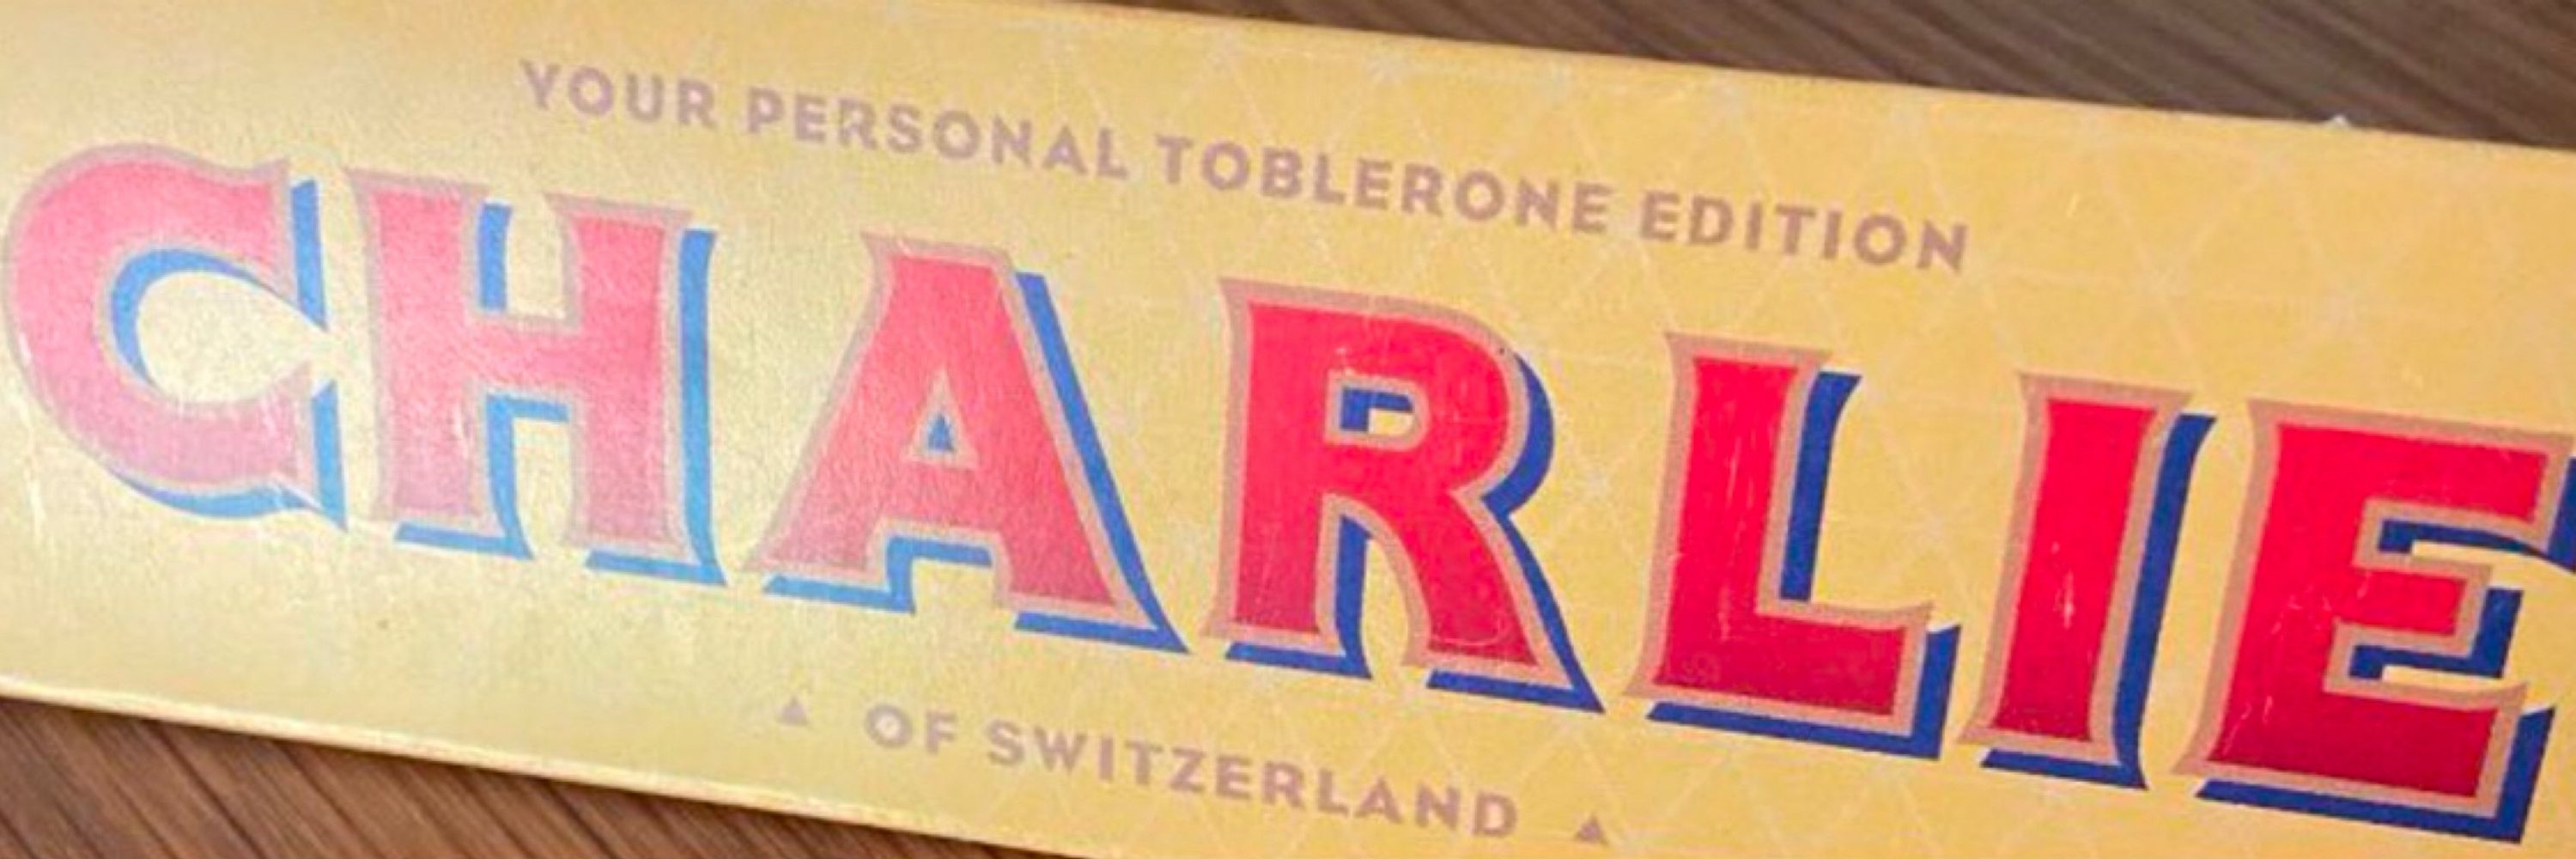 YOUR PERSONAL TOBLERONE EDITION
CHARLIE
OF SWITZERLAND